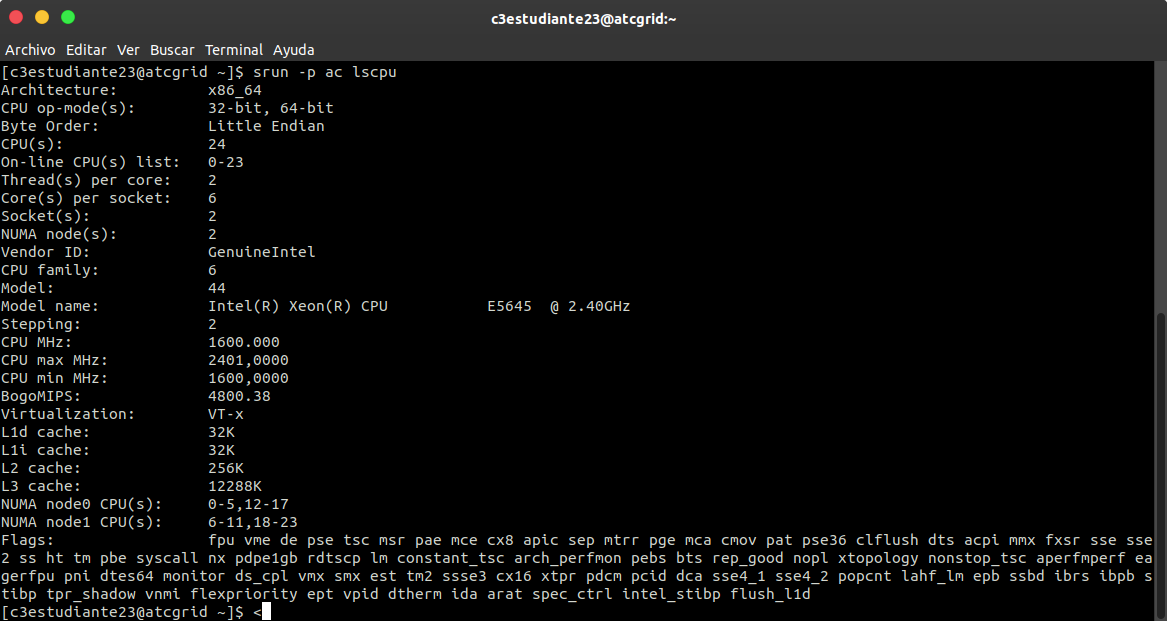 c3estudiante23@atcgrid:~
Archivo Editar Ver Buscar Terminal Ayuda
[c3estudiante23@atcgrid ~]$ srun -p ac lscpu
Architecture:          x86_64
CPU op-mode(s):        32-bit, 64-bit
Byte Order:            Little Endian
CPU(s):                24
On-line CPU(s) list:   0-23
Thread(s) per core:    2
Core(s) per socket:    6
Socket(s):             2
NUMA node(s):          2
Vendor ID:             GenuineIntel
CPU family:            6
Model:                 44
Model name:            Intel(R) Xeon(R) CPU           E5645  @ 2.40GHz
Stepping:              2
CPU MHz:               1600.000
CPU max MHz:           2401,0000
CPU min MHz:           1600,0000
BogoMIPS:              4800.38
Virtualization:        VT-x
L1d cache:             32K
L1i cache:             32K
L2 cache:              256K
L3 cache:              12288K
NUMA node0 CPU(s):     0-5,12-17
NUMA node1 CPU(s):     6-11,18-23
Flags:                 fpu vme de pse tsc msr pae mce cx8 apic sep mtrr pge mca cmov pat pse36 clflush dts acpi mmx fxsr sse sse
2 ss ht tm pbe syscall nx pdpe1gb rdtscp lm constant_tsc arch_perfmon pebs bts rep_good nopl xtopology nonstop_tsc aperfmperf ea
gerfpu pni dtes64 monitor ds_cpl vmx smx est tm2 ssse3 cx16 xtpr pdcm pcid dca sse4_1 sse4_2 popcnt lahf_lm epb ssbd ibrs ibpb s
tibp tpr_shadow vnmi flexpriority ept vpid dtherm ida arat spec_ctrl intel_stibp flush_l1d
[c3estudiante23@atcgrid ~]$ <